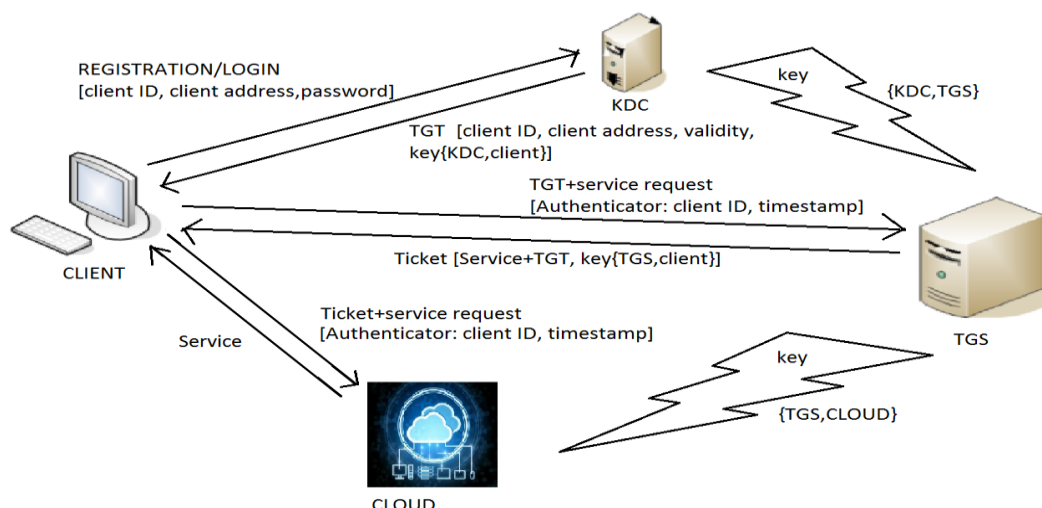 REGISTRATION/LOGIN
[client ID, client address,password]
KDC
key
{KDC,TGS}
TGT [client ID, client address, validity,
key{KDC,client}]
TGT+service request
[Authenticator: client ID, timestamp]
CLIENT
Ticket [Service+TGT, key{TGS,client}]
TGS
Ticket+service request
[Authenticator: client ID, timestamp]
Service
key
{TGS,CLOUD}
CLOUD